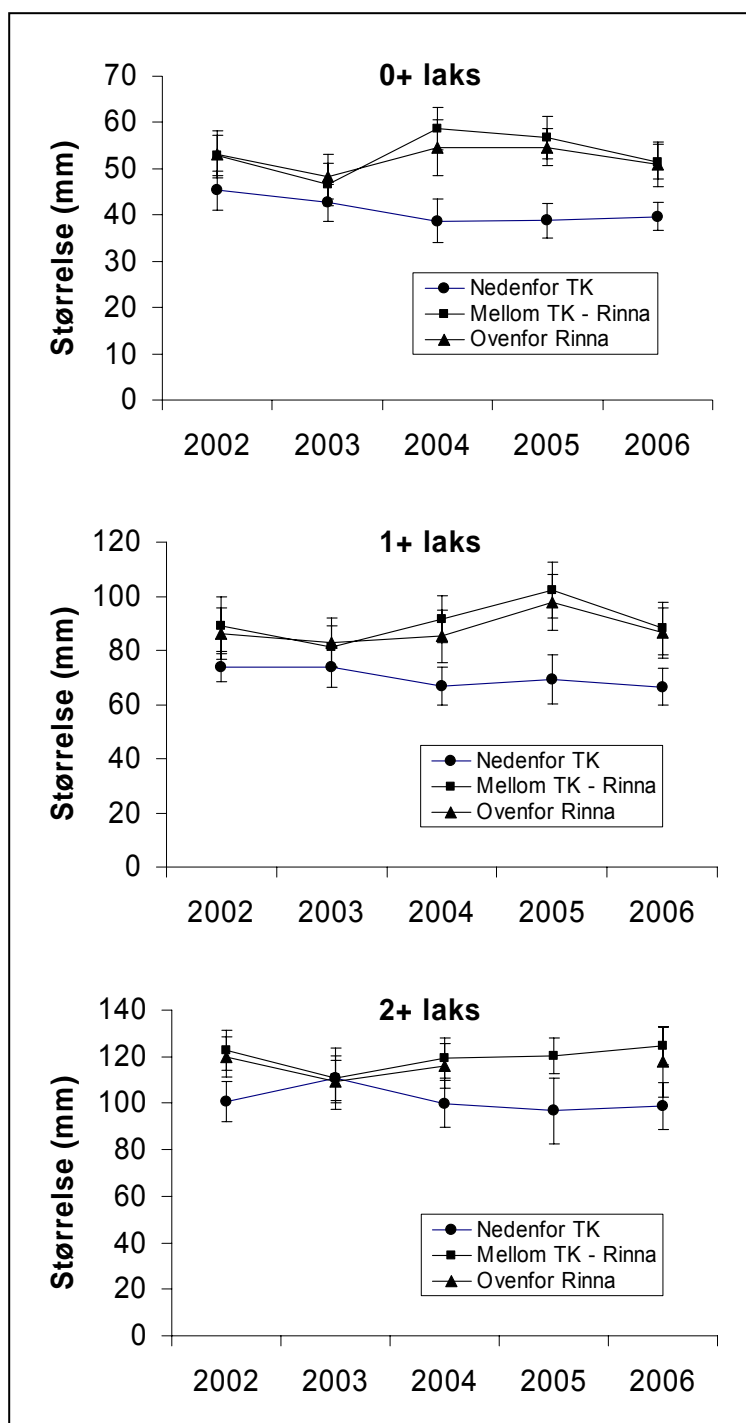 0+ laks
Størrelse (mm)
70
60
50
40
30
20
10
0
Nedenfor TK
Mellom TK - Rinna
Ovenfor Rinna
2002 2003 2004 2005 2006
1+ laks
Størrelse (mm)
120
100
80
60
40
20
0
Nedenfor TK
Mellom TK - Rinna
Ovenfor Rinna
2002 2003 2004 2005 2006
2+ laks
Størrelse (mm)
140
120
100
80
60
40
20
0
Nedenfor TK
Mellom TK - Rinna
Ovenfor Rinna
2002 2003 2004 2005 2006